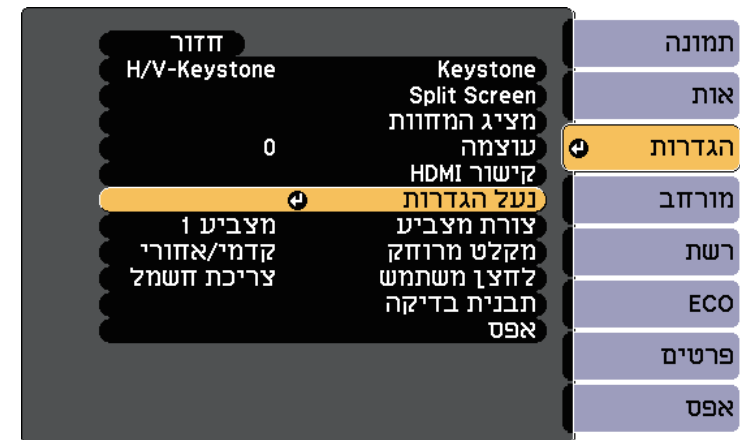 תמונה
אות
הגדרות
מורחב
רשת
ECO
פרטים
אפס
חזור
Keystone H/V-Keystone
Split Screen
מציג המחוות
עוצמה 0
קישור HDMI
נעל הגדרות
צורת מצביע מצביע 1
מקלט מרוחק קדמי/אחורי
לחצן משתמש צריכת חשמל
תבנית בדיקה
אפס